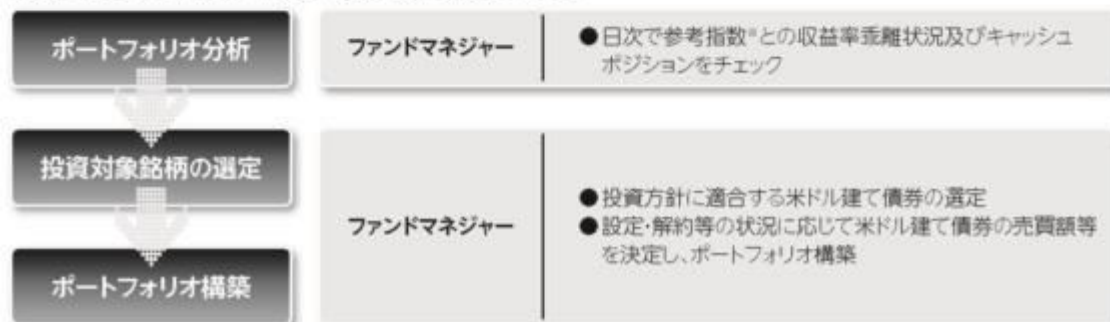 ポートフォリオ分析
ファンドマネジャー
●日次で参考指数※との収益率乖離状況及びキャッシュ
ポジションをチェック
投資対象銘柄の選定
ファンドマネジャー
●投資方針に適合する米ドル建て債券の選定
●設定・解約等の状況に応じて米ドル建て債券の売買額等
を決定し、ポートフォリオ構築
ポートフォリオ構築